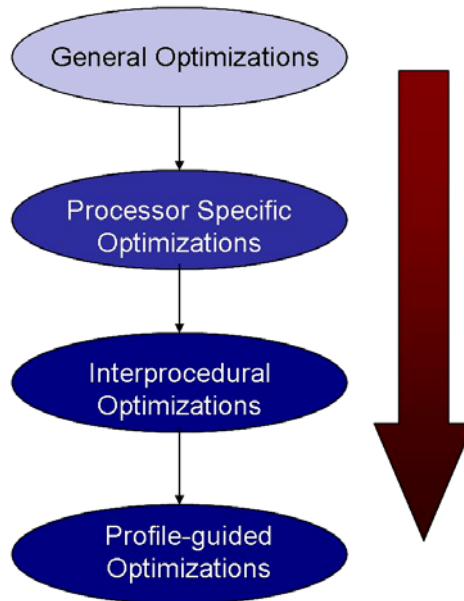 General Optimizations
Processor Specific
Optimizations
Interprocedural
Optimizations
Profile-guided
Optimizations